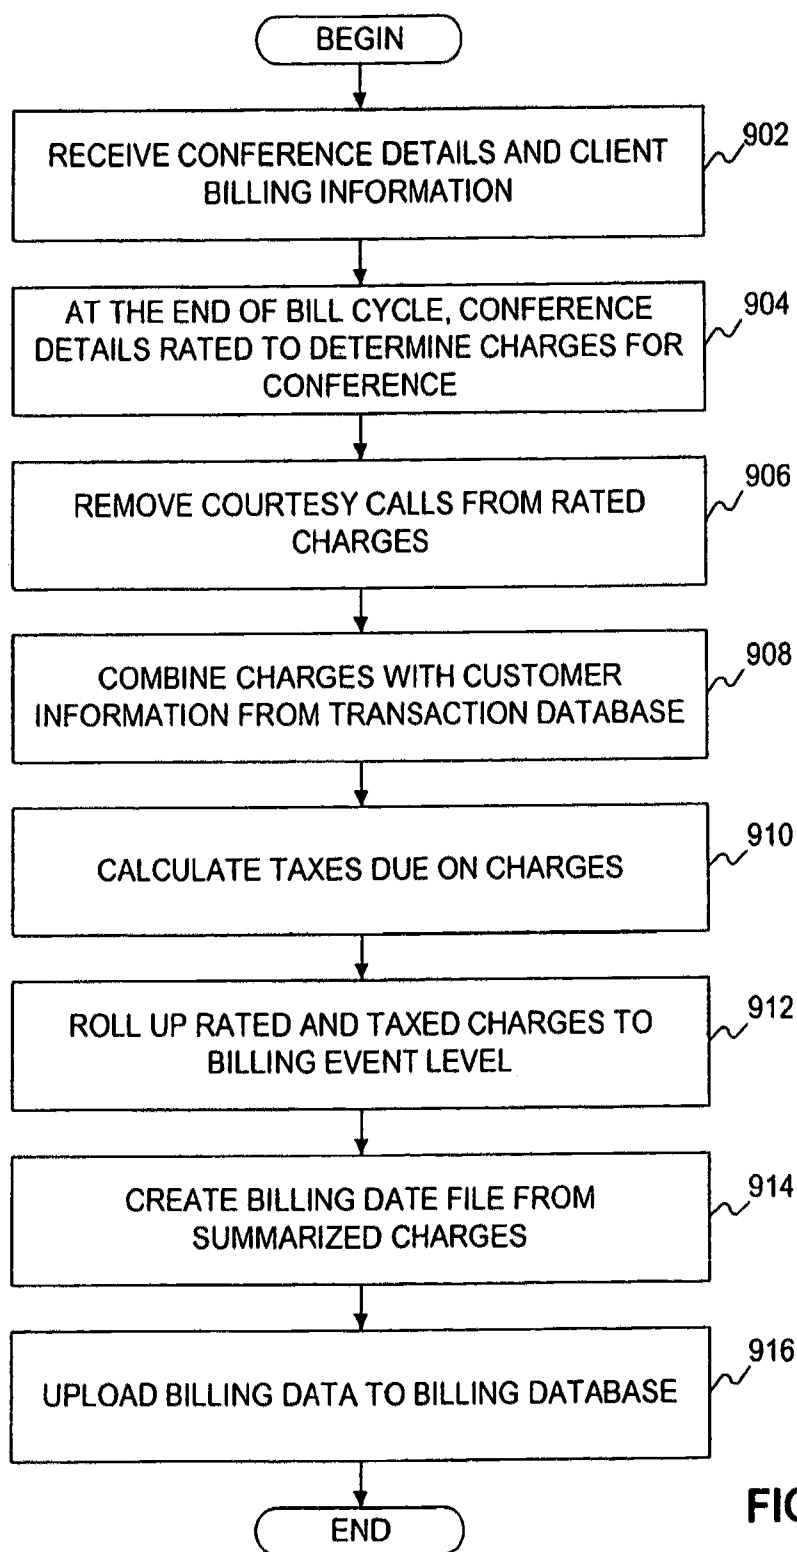 BEGIN
RECEIVE CONFERENCE DETAILS AND CLIENT
BILLING INFORMATION
902
AT THE END OF BILL CYCLE, CONFERENCE
DETAILS RATED TO DETERMINE CHARGES FOR
CONFERENCE
904
REMOVE COURTESY CALLS FROM RATED
CHARGES
906
COMBINE CHARGES WITH CUSTOMER
INFORMATION FROM TRANSACTION DATABASE
908
CALCULATE TAXES DUE ON CHARGES
910
ROLL UP RATED AND TAXED CHARGES TO
BILLING EVENT LEVEL
912
CREATE BILLING DATE FILE FROM
SUMMARIZED CHARGES
914
UPLOAD BILLING DATA TO BILLING DATABASE
916
END